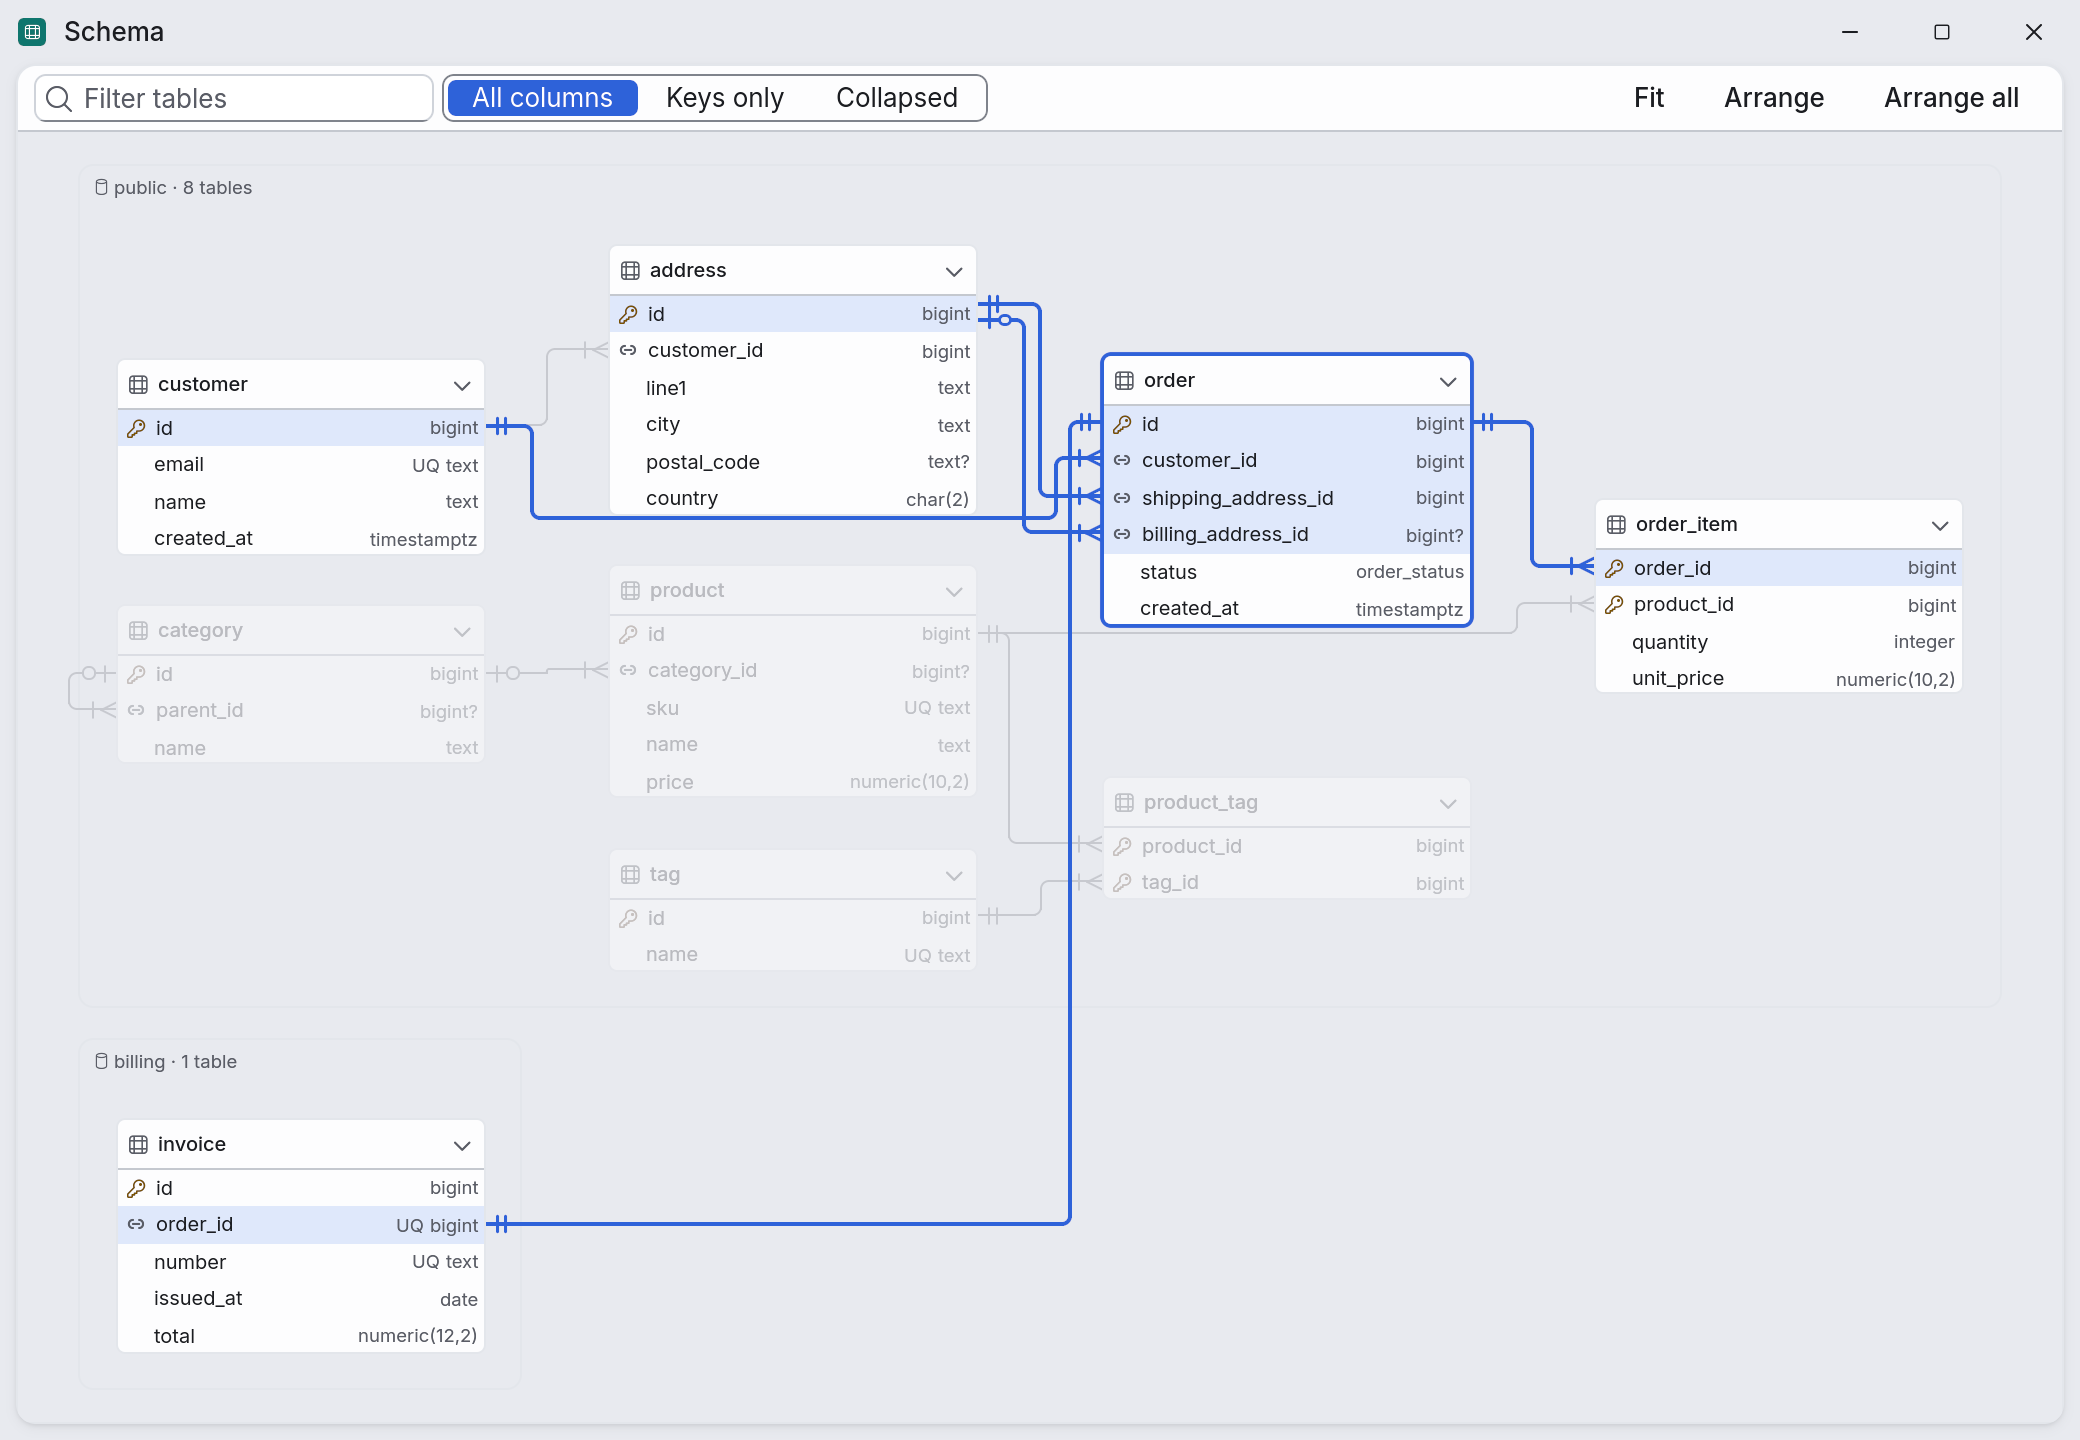 Schema
Filter tables
All columns
Keys only
Collapsed
Fit
Arrange
Arrange all
public · 8 tables
address
id bigint
customer_id bigint
line1 text
city text
postal_code text?
country char(2)
customer
id bigint
email UQ text
name text
created_at timestamptz
order
id bigint
customer_id bigint
shipping_address_id bigint
billing_address_id bigint?
status order_status
created_at timestamptz
order_item
order_id bigint
product_id bigint
quantity integer
unit_price numeric(10,2)
category
id bigint
parent_id bigint?
name text
product
id bigint
category_id bigint?
sku UQ text
name text
price numeric(10,2)
product_tag
product_id bigint
tag_id bigint
tag
id bigint
name UQ text
billing · 1 table
invoice
id bigint
order_id UQ bigint
number UQ text
issued_at date
total numeric(12,2)